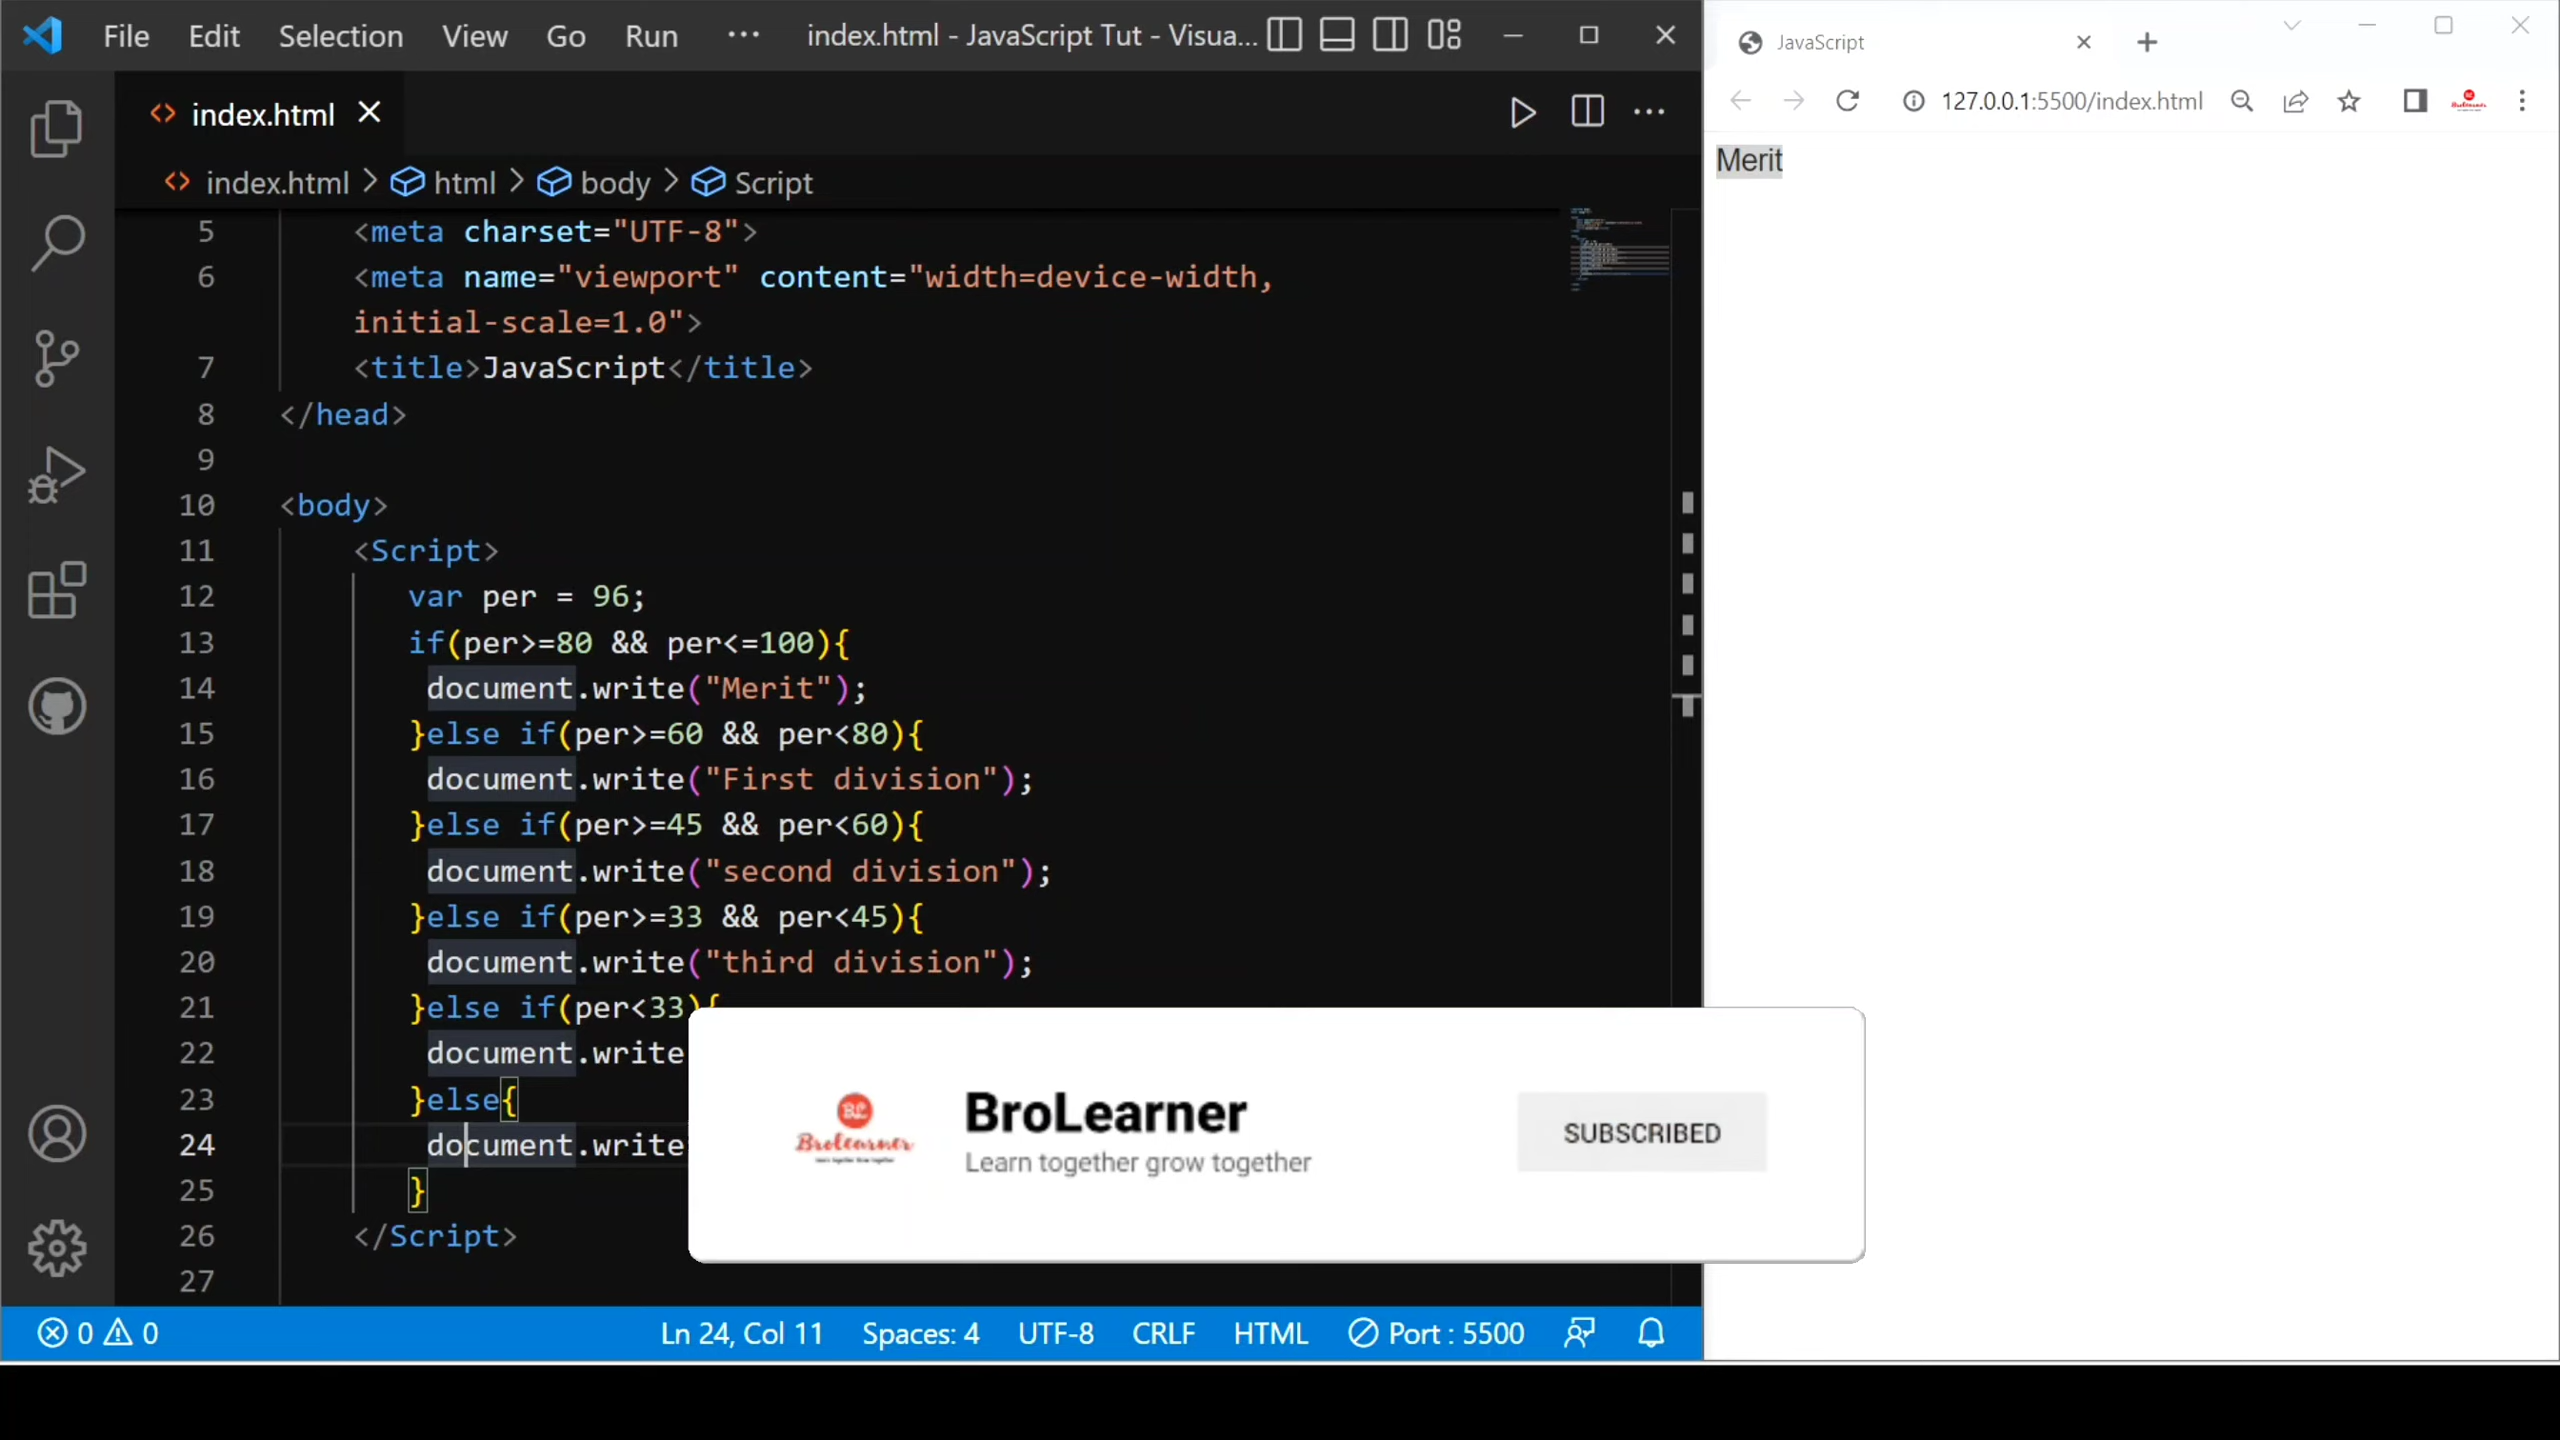 File Edit Selection View Go Run ··· index.html - JavaScript Tut - Visua...
index.html
index.html > html > body > Script
5 <meta charset="UTF-8">
6 <meta name="viewport" content="width=device-width,
initial-scale=1.0">
7 <title>JavaScript</title>
8 </head>
9
10 <body>
11 <Script>
12 var per = 96;
13 if(per>=80 && per<=100){
14 document.write("Merit");
15 }else if(per>=60 && per<80){
16 document.write("First division");
17 }else if(per>=45 && per<60){
18 document.write("second division");
19 }else if(per>=33 && per<45){
20 document.write("third division");
21 }else if(per<33){
22 document.write
23 }else{
24 document.write
25 }
26 </Script>
27
0 0 Ln 24, Col 11 Spaces: 4 UTF-8 CRLF HTML Port : 5500
JavaScript
127.0.0.1:5500/index.html
Merit
BL
Brolearner
BroLearner
Learn together grow together
SUBSCRIBED